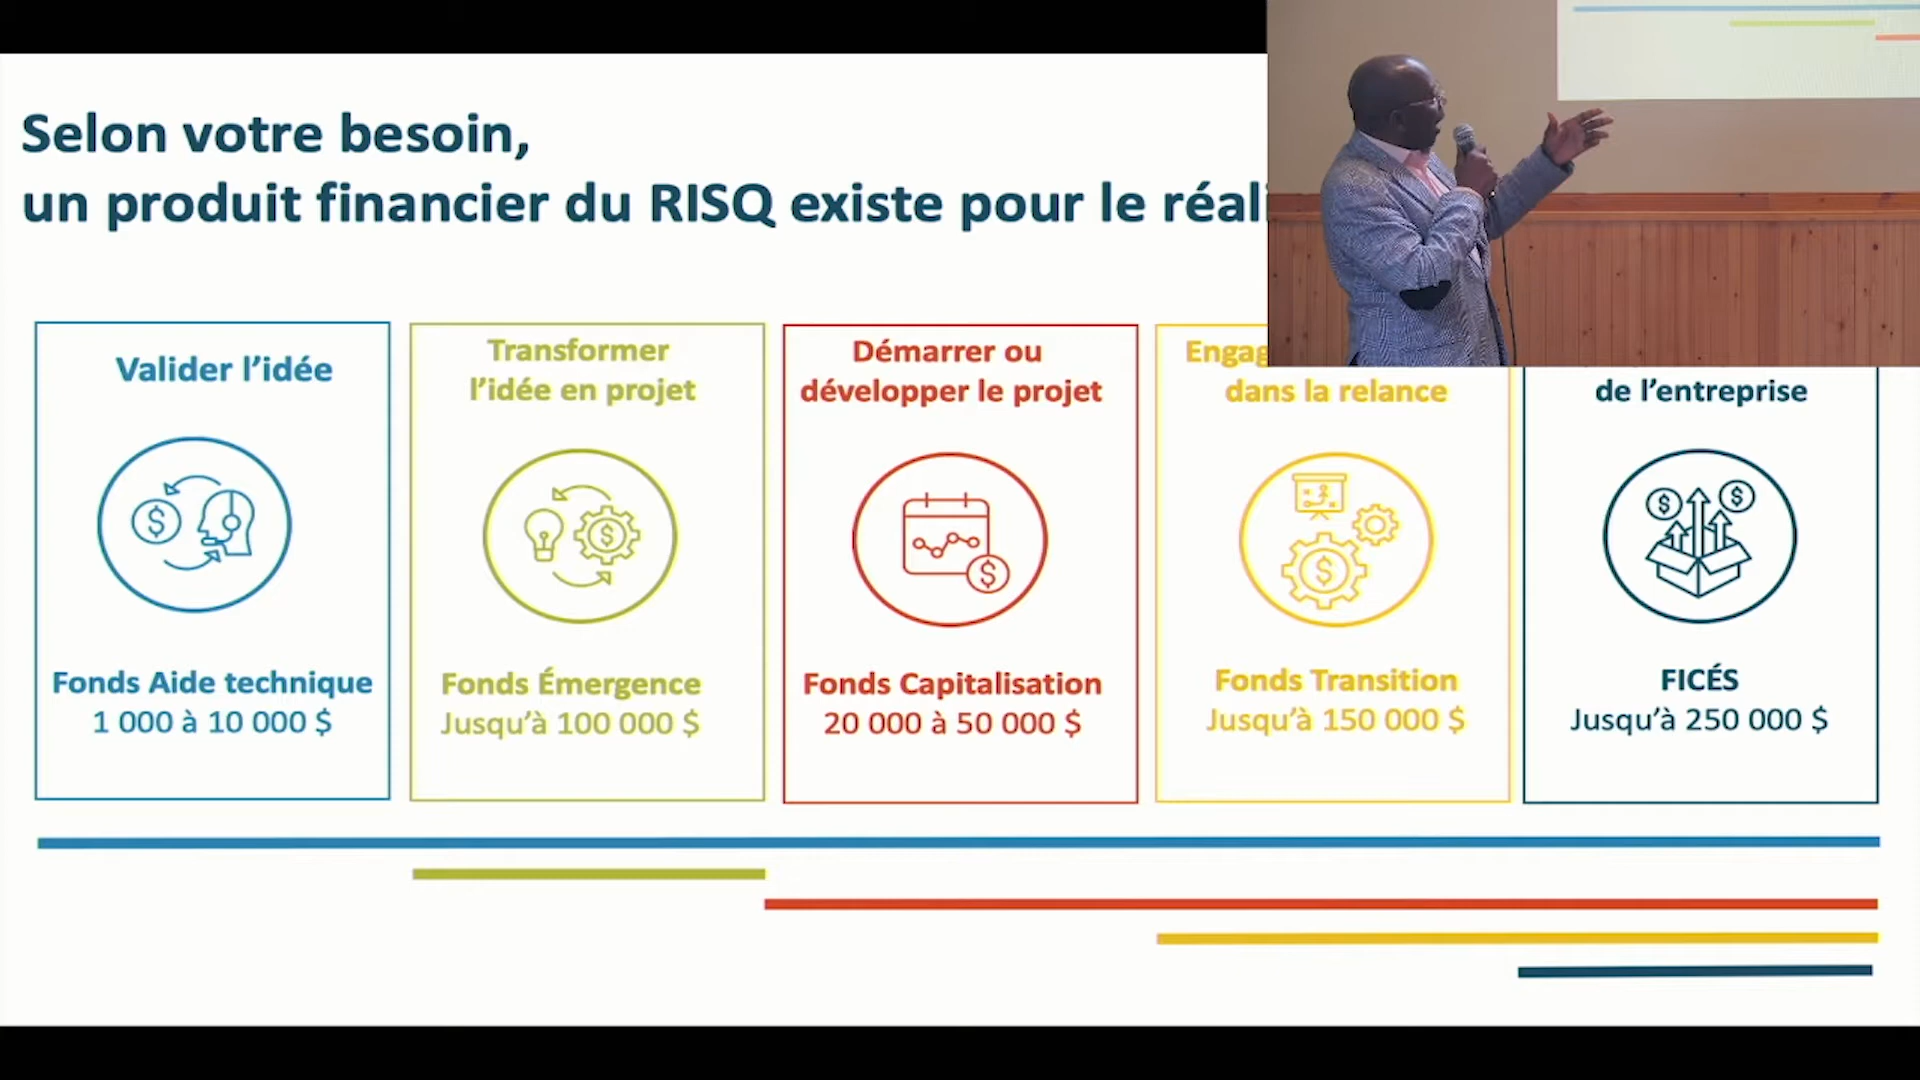 Selon votre besoin,
un produit financier du RISQ existe pour le
Valider l'idée
Transformer
l'idée en projet
Démarrer ou
développer le projet
dans la relance
de l'entreprise
Fonds Aide technique
1 000 à 10 000 $
Fonds Émergence
Jusqu'à 100 000 $
Fonds Capitalisation
20 000 à 50 000 $
Fonds Transition
Jusqu'à 150 000 $
FICÉS
Jusqu'à 250 000 $